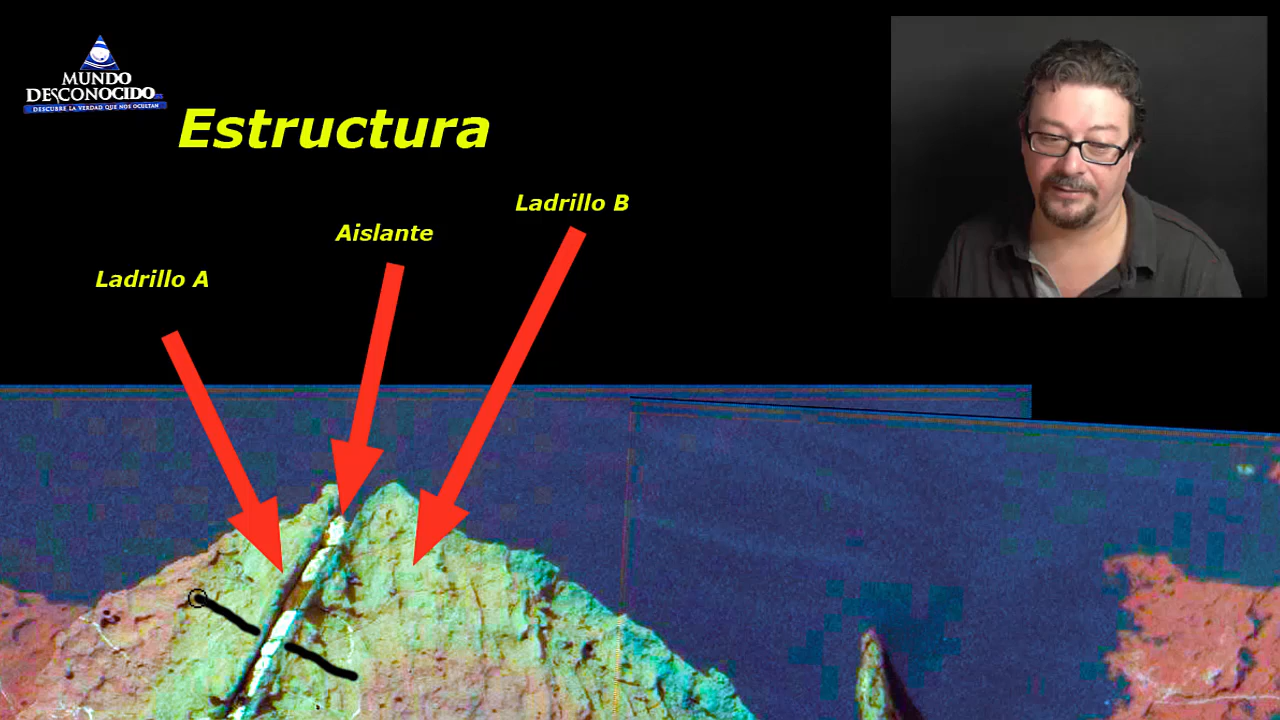 MUNDO
DESCONOCIDO
DESCUBRE LA VERDAD QUE NOS OCULTAN
Estructura
Ladrillo B
Aislante
Ladrillo A